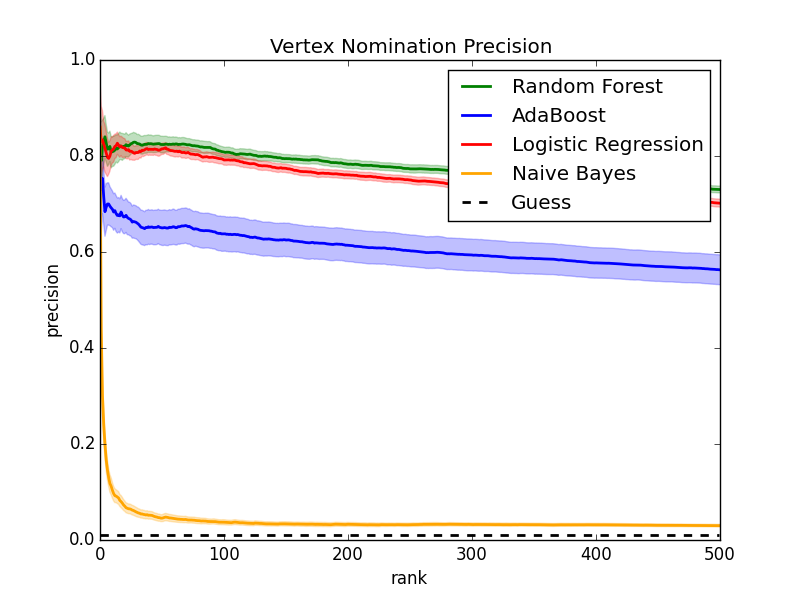 Vertex Nomination Precision
1.0
0.8
0.6
0.4
0.2
0.0
precision
Random Forest
AdaBoost
Logistic Regression
Naive Bayes
Guess
0 100 200 300 400 500
rank